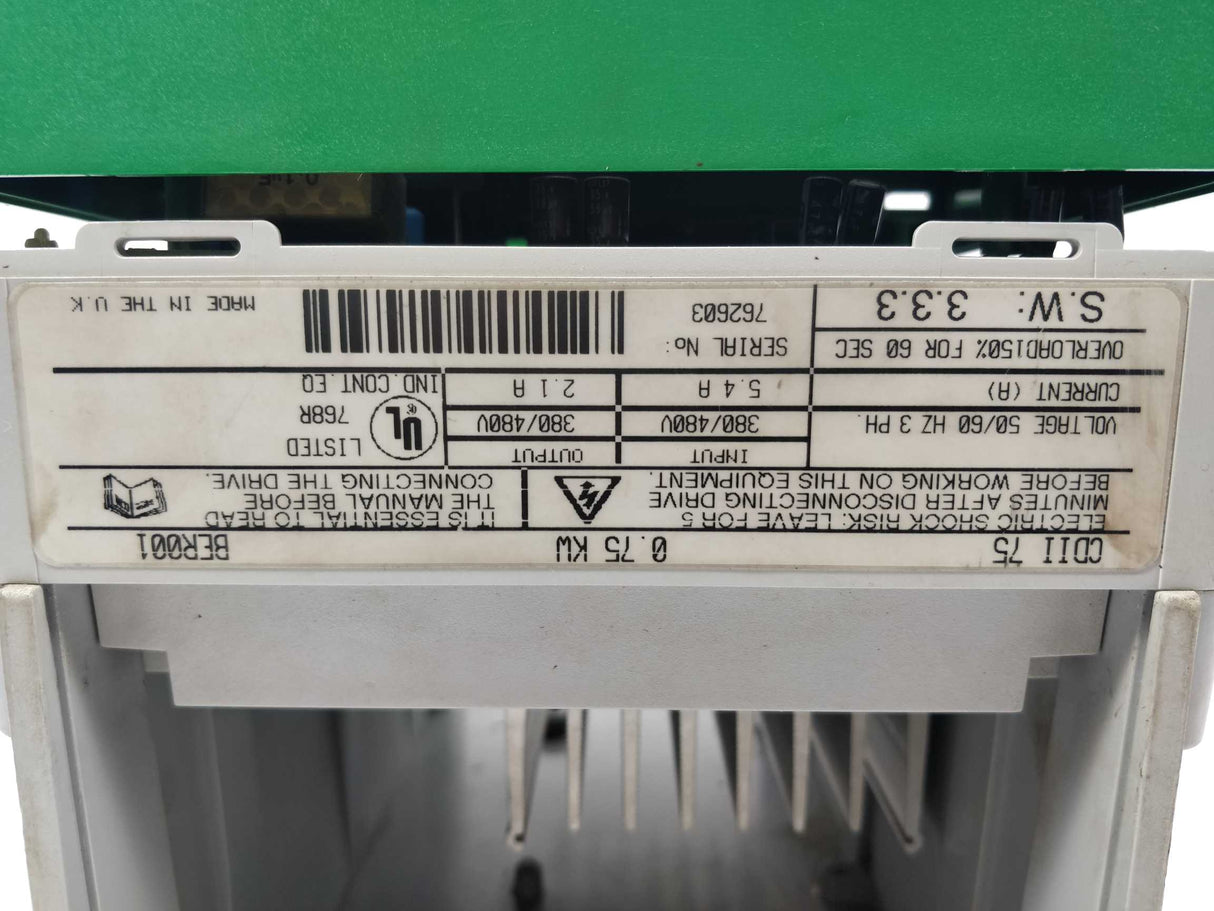 CDII 75 0.75 KW BER001
ELECTRIC SHOCK RISK: LEAVE FOR 5
MINUTES AFTER DISCONNECTING DRIVE
BEFORE WORKING ON THIS EQUIPMENT.
IT IS ESSENTIAL TO READ
THE MANUAL BEFORE
CONNECTING THE DRIVE.
INPUT OUTPUT
VOLTAGE 50/60 HZ 3 PH. 380/480V 380/480V
CURRENT (A) 5.4 A 2.1 A
UL
LISTED
768R
IND.CONT.EQ
OVERLOAD150% FOR 60 SEC
S.W: 3.3.3
SERIAL No:
762603
MADE IN THE U.K
0.1uF